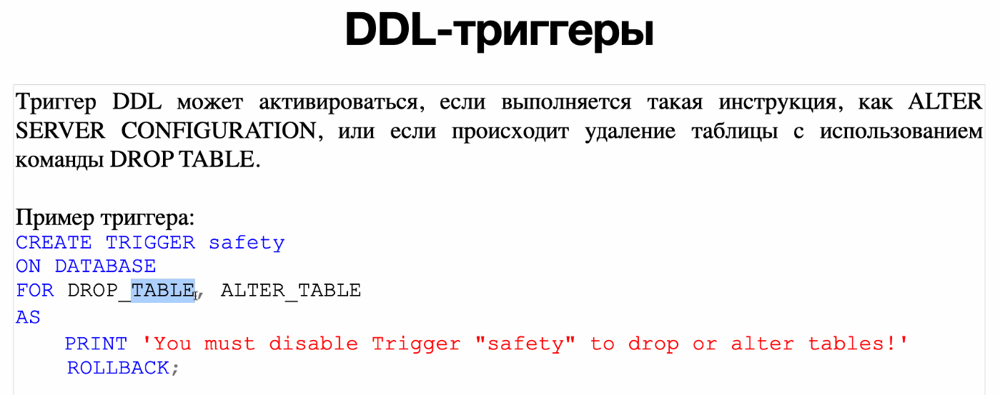 DDL-триггеры
Триггер DDL может активироваться, если выполняется такая инструкция, как ALTER
SERVER CONFIGURATION, или если происходит удаление таблицы с использованием
команды DROP TABLE.
Пример триггера:
CREATE TRIGGER safety
ON DATABASE
FOR DROP_TABLE, ALTER_TABLE
AS
PRINT 'You must disable Trigger "safety" to drop or alter tables!'
ROLLBACK;